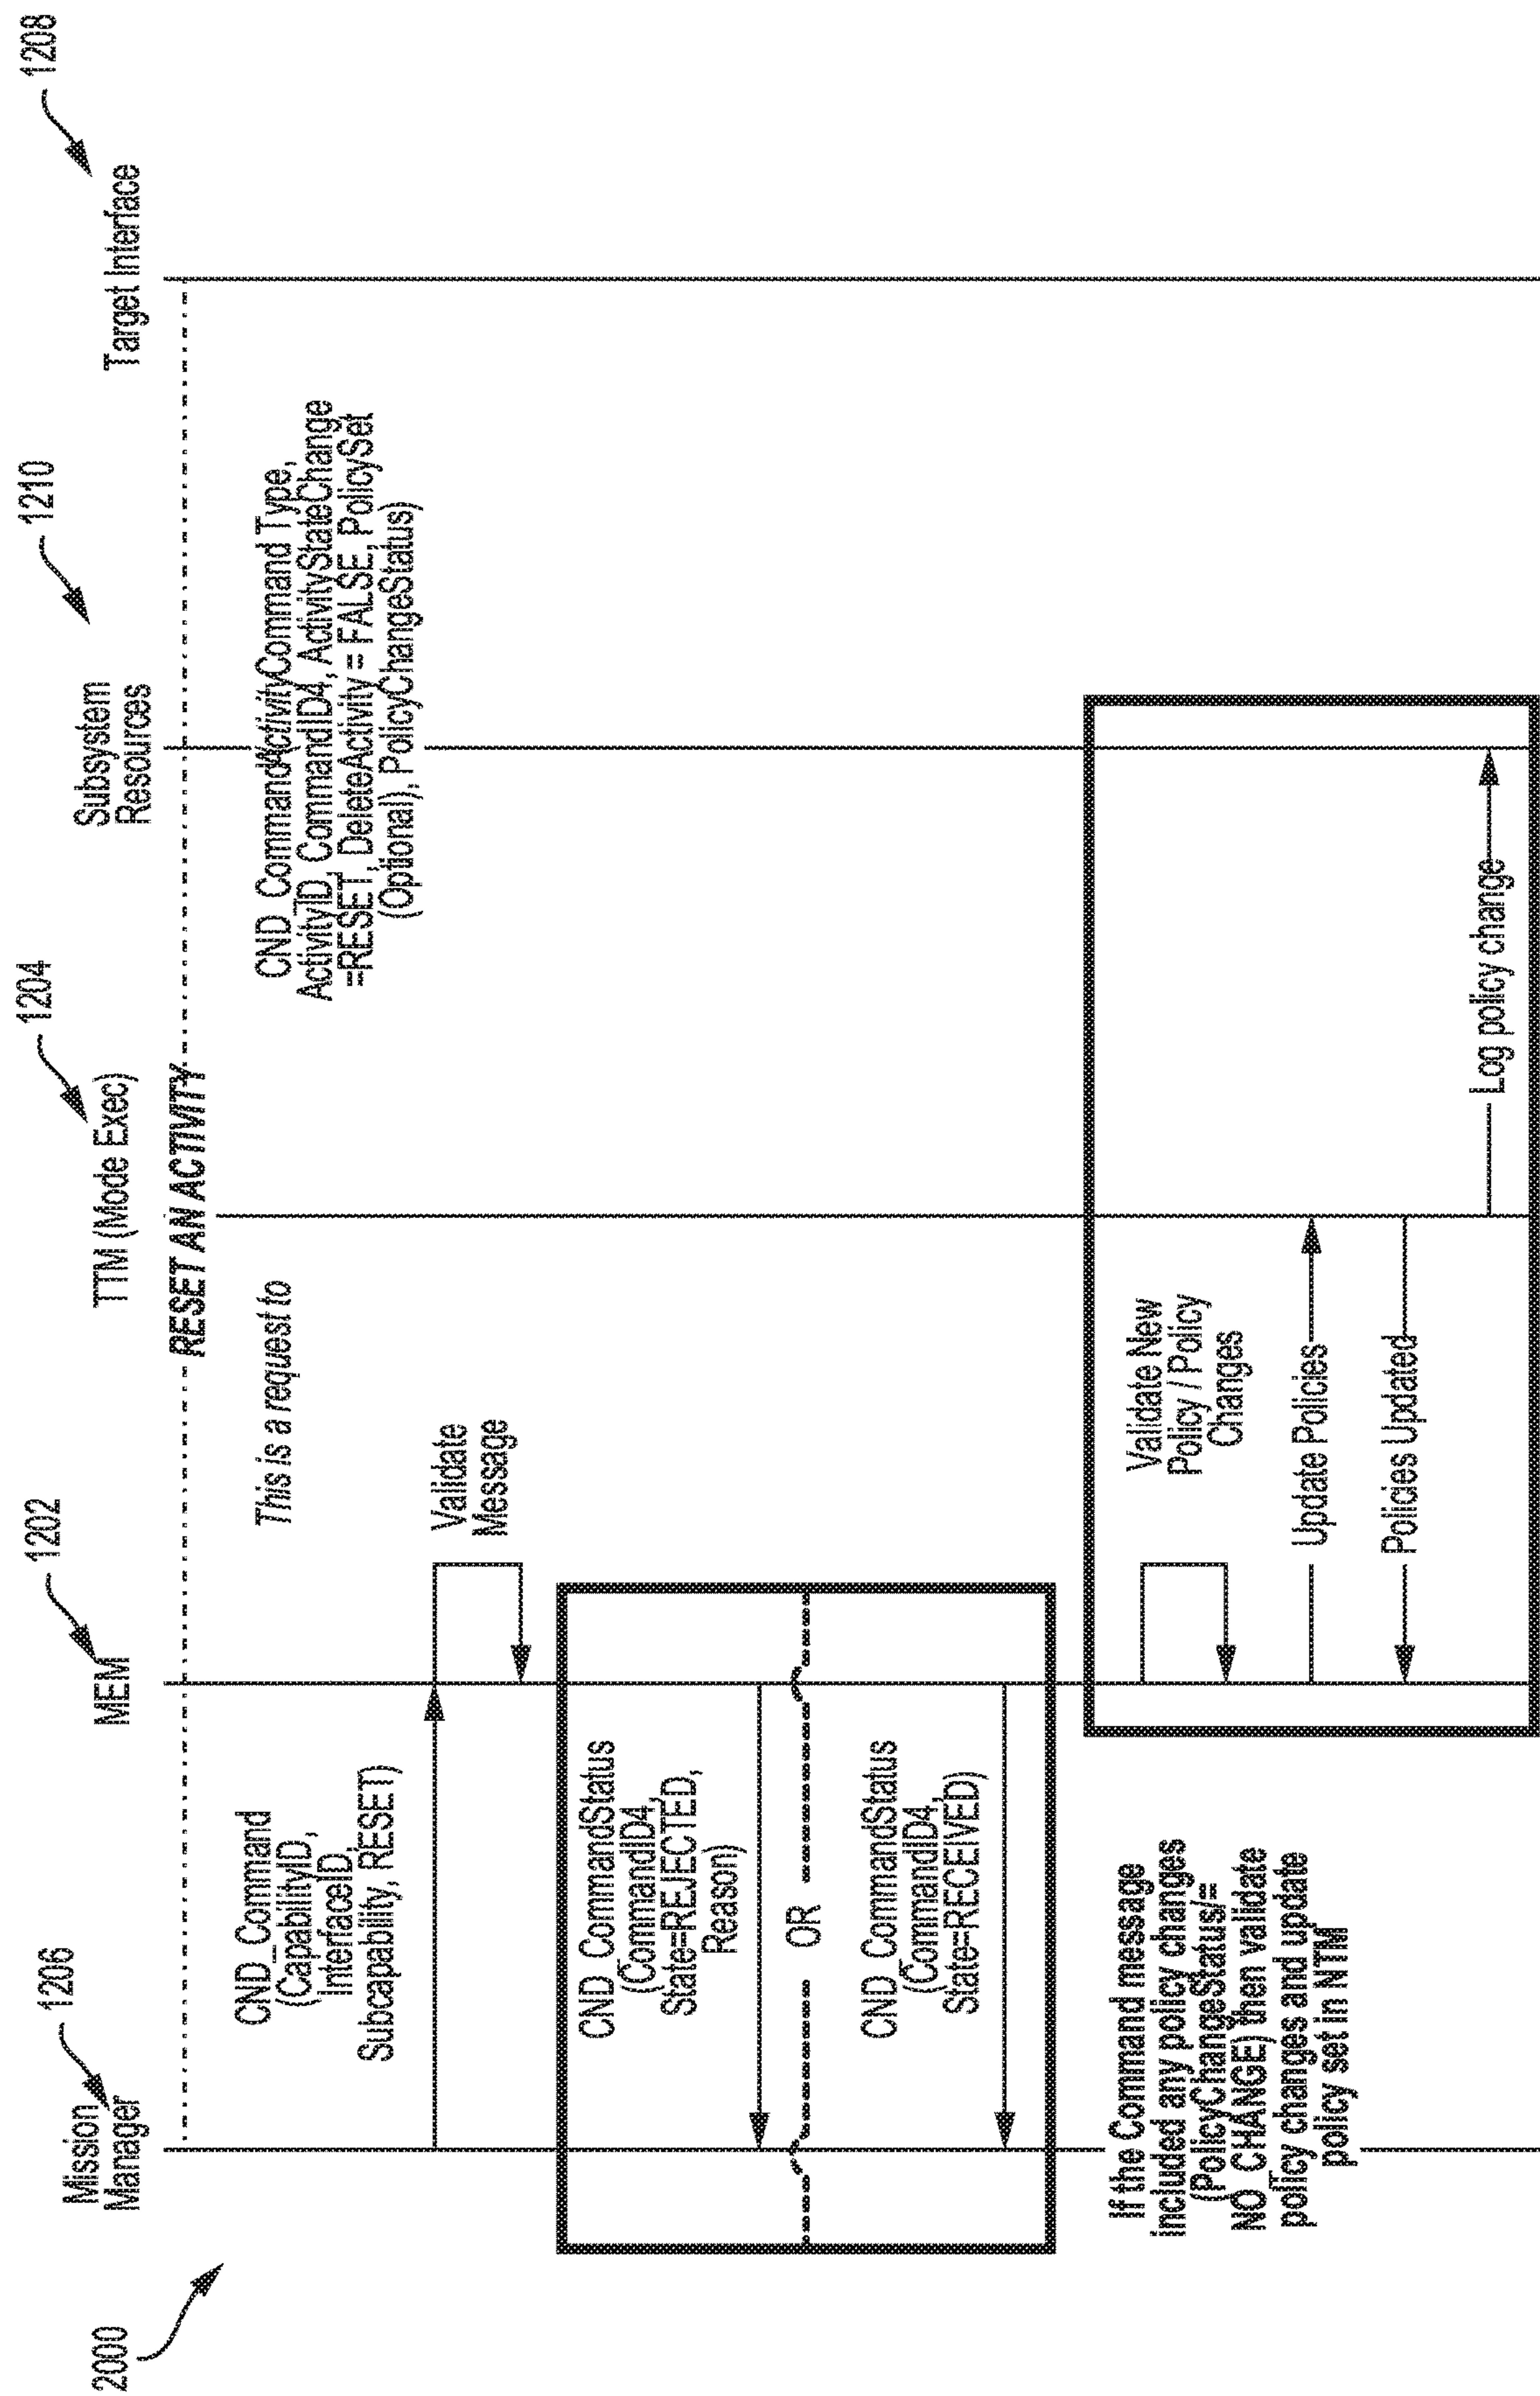 2000
1206
1202
1204
1210
1208
Mission
Manager
MEM
TTM (Mode Exec)
Subsystem
Resources
Target Interface
RESET AN ACTIVITY
CND_Command
(CapabilityID,
InterfaceID,
Subcapability, RESET)
This is a request to
CND_CommandActivityCommand Type,
ActivityID, CommandID4, ActivityStateChange
=RESET, DeleteActivity = FALSE, PolicySet
(Optional), PolicyChangeStatus)
Validate
Message
CND_CommandStatus
(CommandID4,
State=REJECTED,
Reason)
OR
CND_CommandStatus
(CommandID4,
State=RECEIVED)
If the Command message
included any policy changes
(PolicyChangeStatus/=
NO_CHANGE) then validate
policy changes and update
policy set in NTM
Validate New
Policy / Policy
Changes
Update Policies
Policies Updated
Log policy change